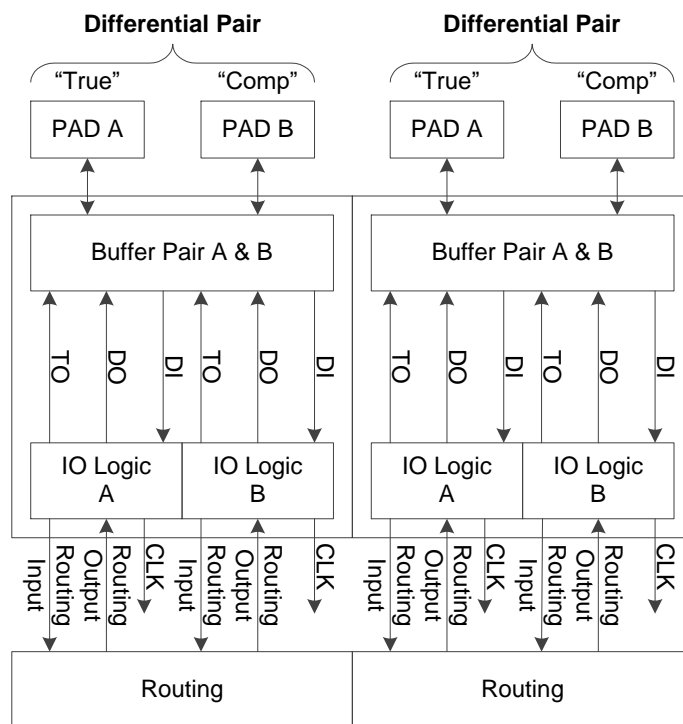 Differential Pair
Differential Pair
“True”
“Comp”
“True”
“Comp”
PAD A
PAD B
PAD A
PAD B
Buffer Pair A & B
Buffer Pair A & B
TO
DO
DI
TO
DO
DI
TO
DO
DI
TO
DO
DI
IO Logic
A
IO Logic
B
IO Logic
A
IO Logic
B
Routing
Input
Routing
Output
CLK
Routing
Input
Routing
Output
CLK
Routing
Input
Routing
Output
CLK
Routing
Input
Routing
Output
CLK
Routing
Routing